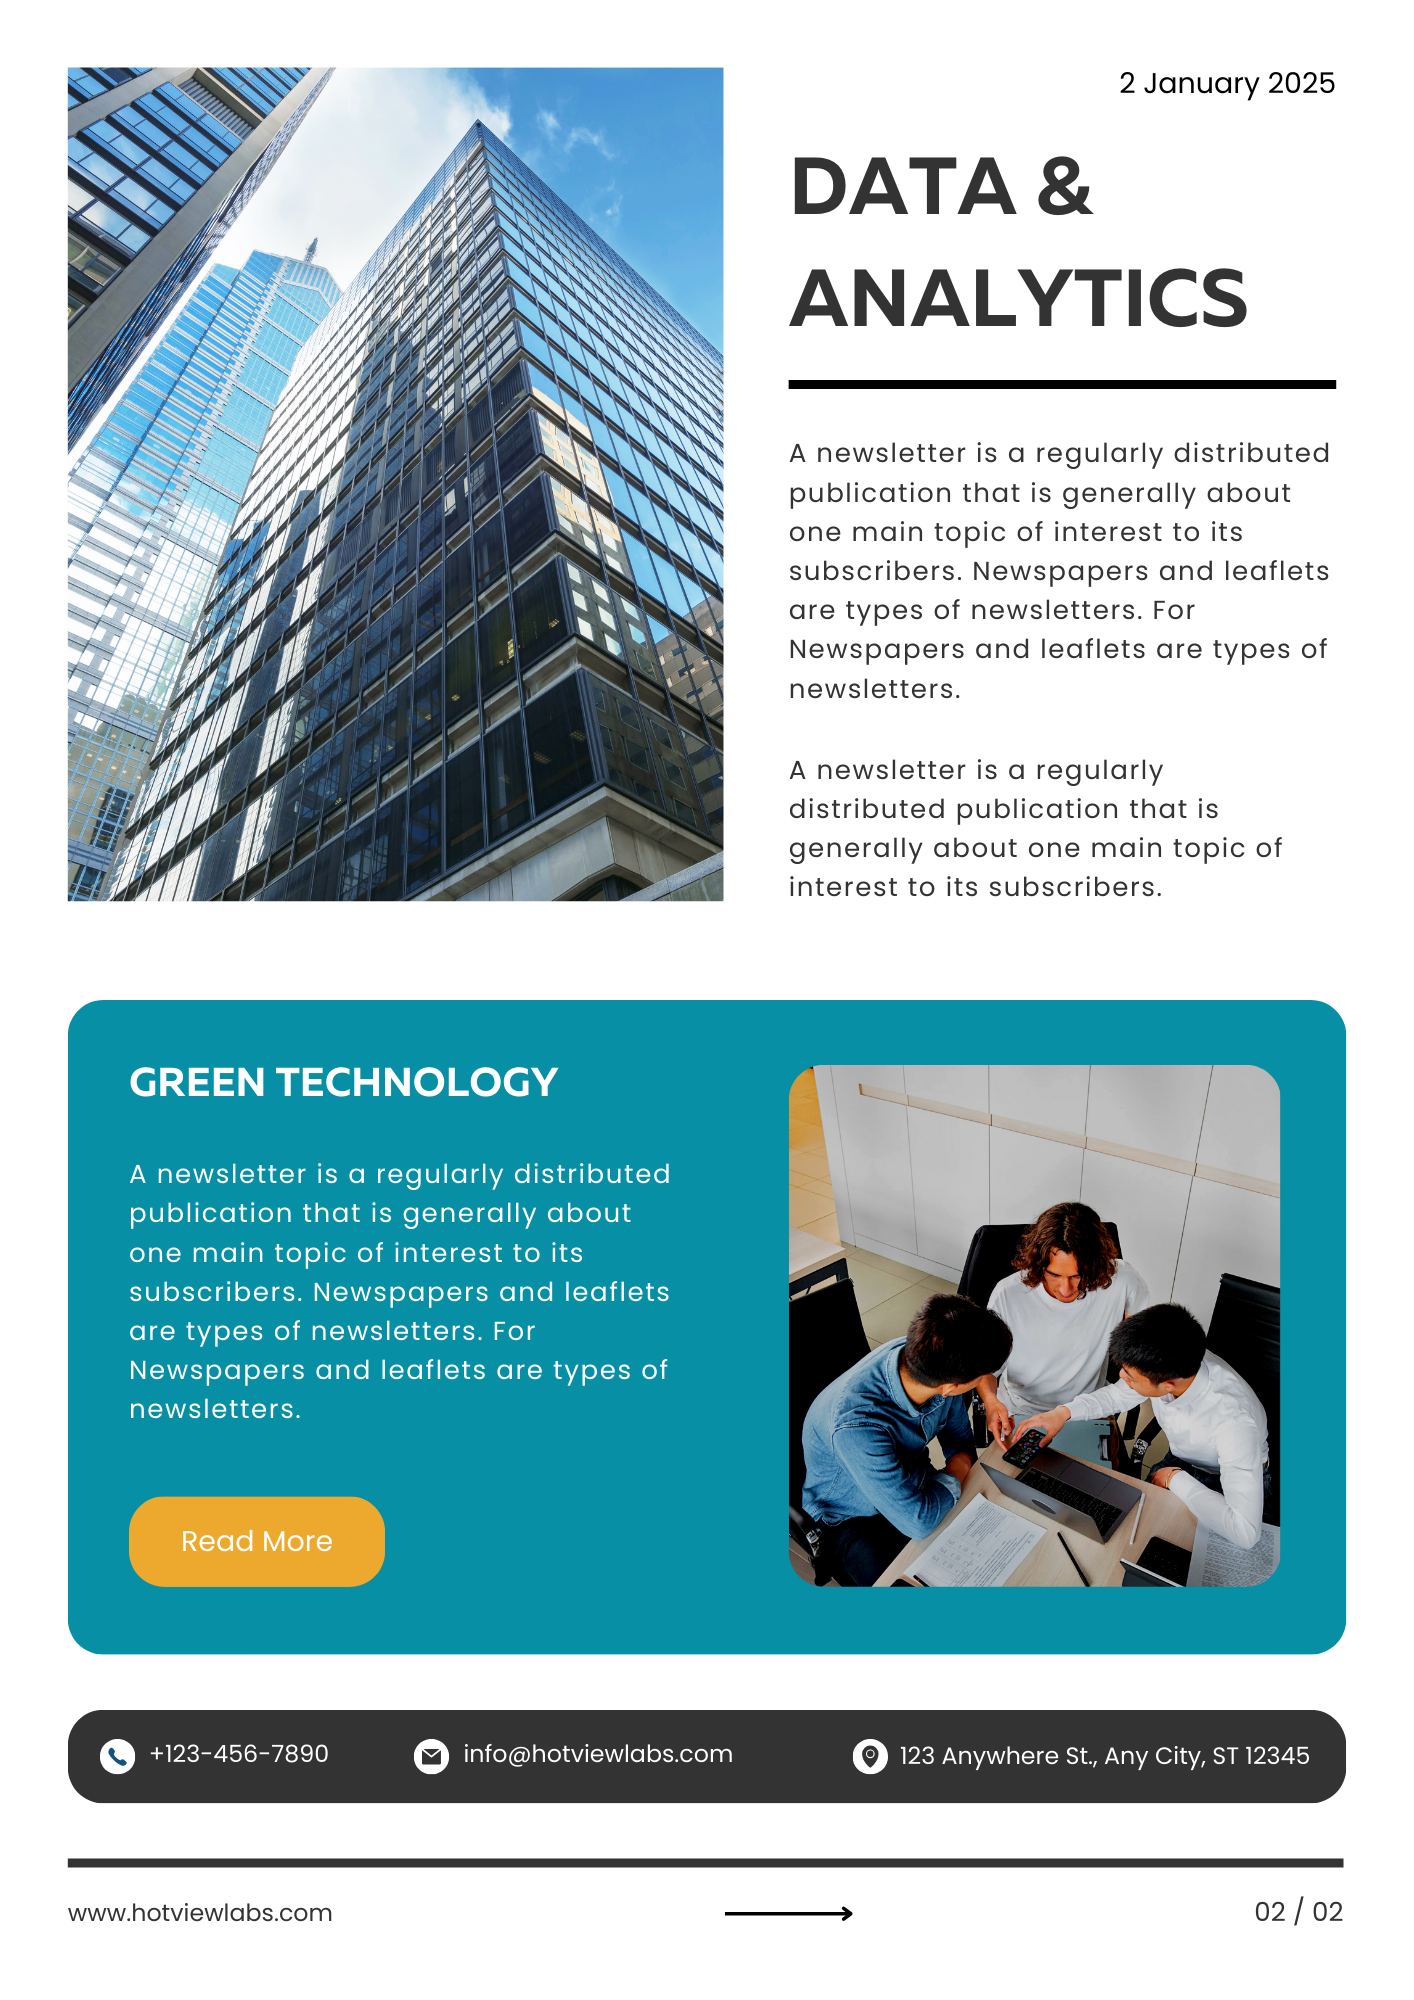 2 January 2025
DATA &
ANALYTICS
A newsletter is a regularly distributed
publication that is generally about
one main topic of interest to its
subscribers. Newspapers and leaflets
are types of newsletters. For
Newspapers and leaflets are types of
newsletters.
A newsletter is a regularly
distributed publication that is
generally about one main topic of
interest to its subscribers.
GREEN TECHNOLOGY
A newsletter is a regularly distributed
publication that is generally about
one main topic of interest to its
subscribers. Newspapers and leaflets
are types of newsletters. For
Newspapers and leaflets are types of
newsletters.
Read More
+123-456-7890
info@hotviewlabs.com
123 Anywhere St., Any City, ST 12345
www.hotviewlabs.com
02 / 02